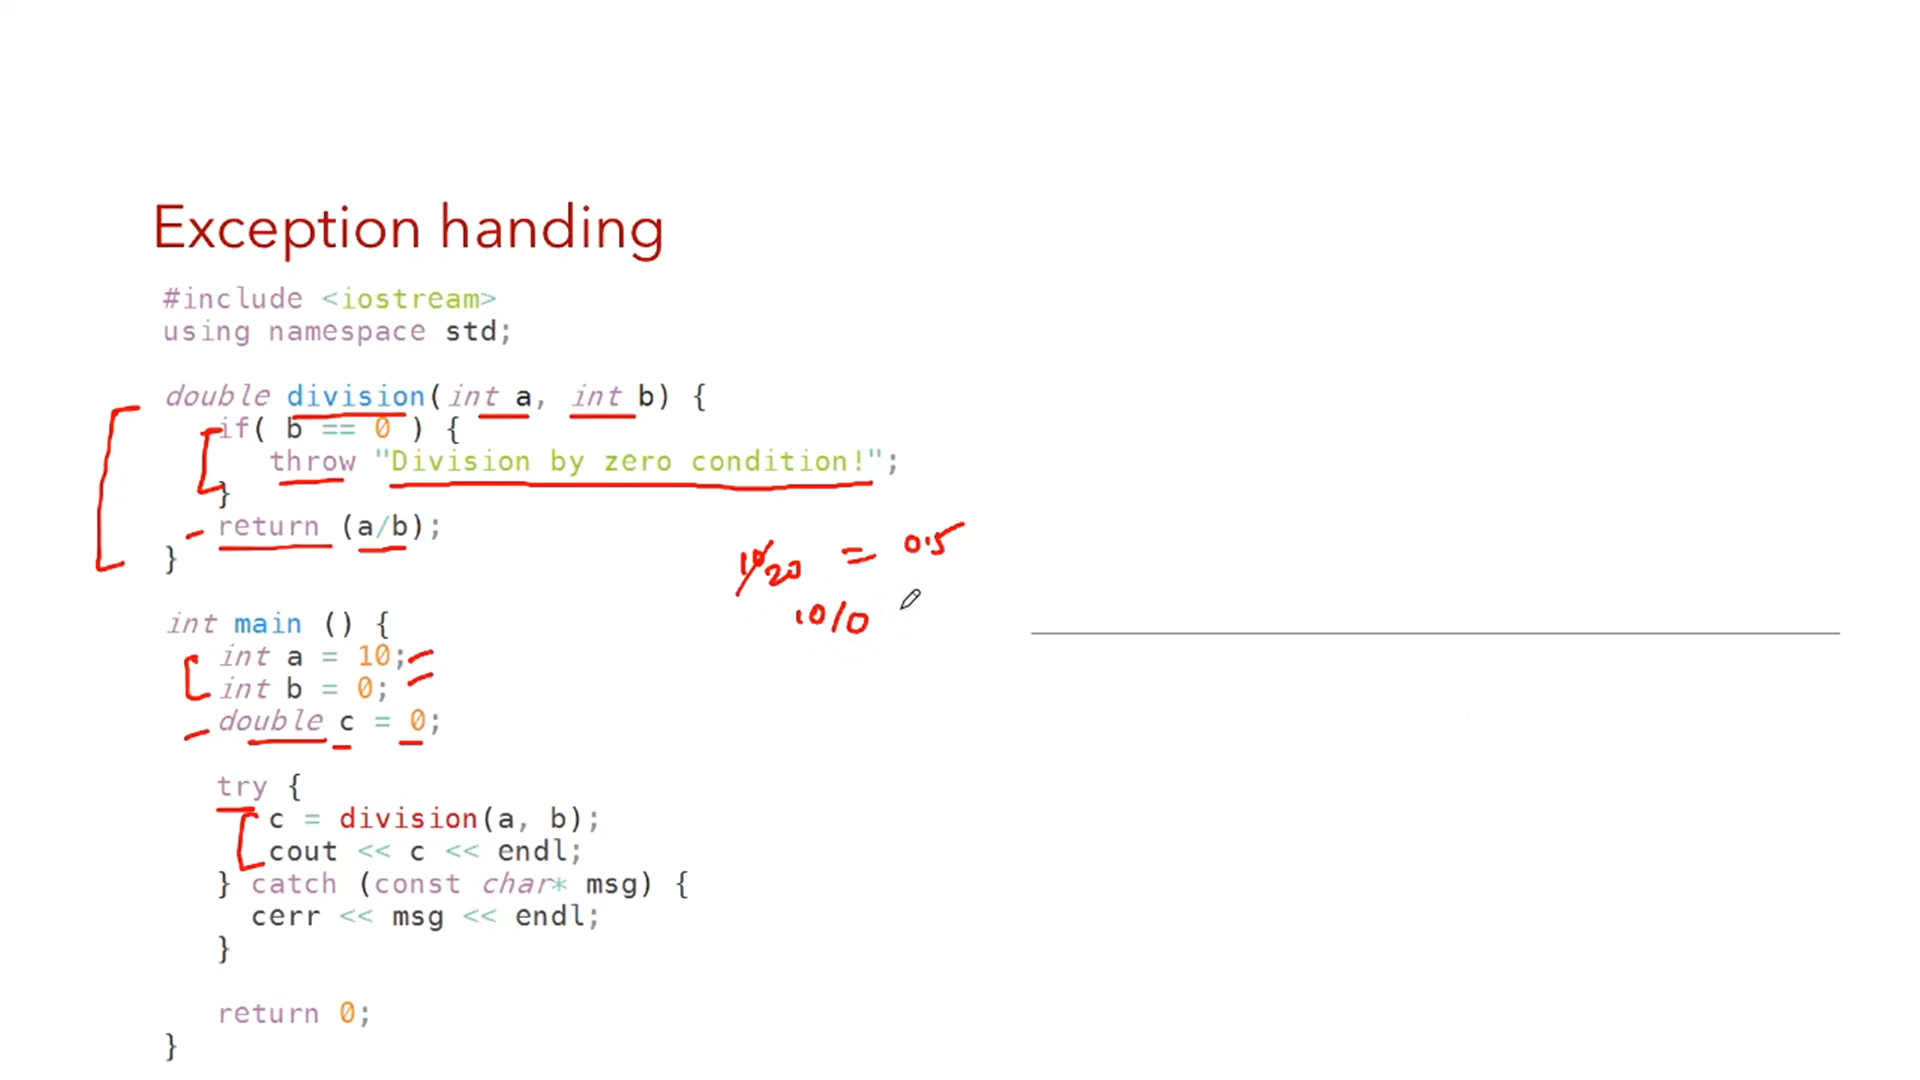 Exception handing
#include <iostream>
using namespace std;
double division(int a, int b) {
if( b == 0 ) {
throw "Division by zero condition!";
}
return (a/b);
}
10/20 = 0.5
10/0
int main () {
int a = 10;
int b = 0;
double c = 0;
try {
c = division(a, b);
cout << c << endl;
} catch (const char* msg) {
cerr << msg << endl;
}
return 0;
}